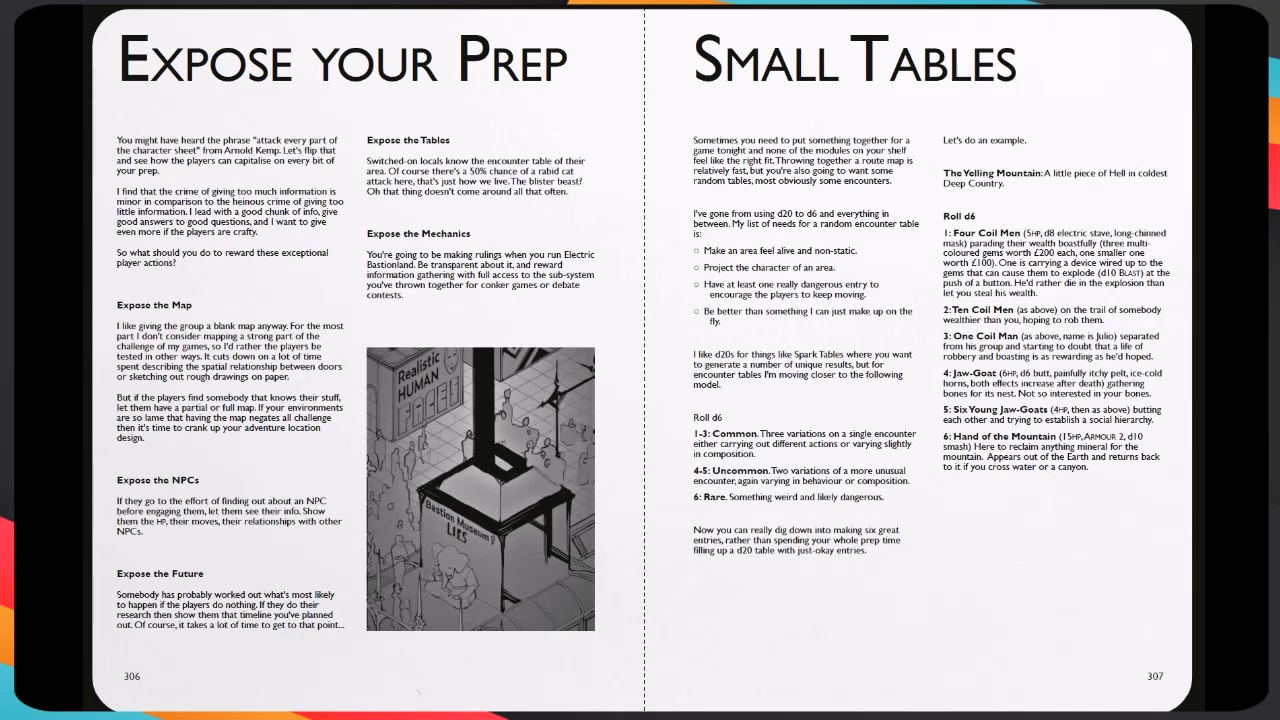 EXPOSE YOUR PREP
You might have heard the phrase "attack every part of
the character sheet" from Arnold Kemp. Let's flip that
and see how the players can capitalise on every bit of
your prep.
I find that the crime of giving too much information is
minor in comparison to the heinous crime of giving too
little information. I lead with a good chunk of info, give
good answers to good questions, and I want to give
even more if the players are crafty.
So what should you do to reward these exceptional
player actions?
Expose the Map
I like giving the group a blank map anyway. For the most
part I don't consider mapping a strong part of the
challenge of my games, so I'd rather the players be
tested in other ways. It cuts down on a lot of time
spent describing the spatial relationship between doors
or sketching out rough drawings on paper.
But if the players find somebody that knows their stuff,
let them have a partial or full map. If your environments
are so lame that having the map negates all challenge
then it's time to crank up your adventure location
design.
Expose the NPCs
If they go to the effort of finding out about an NPC
before engaging them, let them see their info. Show
them the HP, their moves, their relationships with other
NPCs.
Expose the Future
Somebody has probably worked out what's most likely
to happen if the players do nothing. If they do their
research then show them that timeline you've planned
out. Of course, it takes a lot of time to get to that point...
Expose the Tables
Switched-on locals know the encounter table of their
area. Of course there's a 50% chance of a rabid cat
attack here, that's just how we live. The blister beast?
Oh that thing doesn't come around all that often.
Expose the Mechanics
You're going to be making rulings when you run Electric
Bastionland. Be transparent about it, and reward
information gathering with full access to the sub-system
you've thrown together for conker games or debate
contests.
Realistic
HUMAN
Bastion Museum of
LIES
306
SMALL TABLES
Sometimes you need to put something together for a
game tonight and none of the modules on your shelf
feel like the right fit. Throwing together a route map is
relatively fast, but you're also going to want some
random tables, most obviously some encounters.
I've gone from using d20 to d6 and everything in
between. My list of needs for a random encounter table
is:
○ Make an area feel alive and non-static.
○ Project the character of an area.
○ Have at least one really dangerous entry to
encourage the players to keep moving.
○ Be better than something I can just make up on the
fly.
I like d20s for things like Spark Tables where you want
to generate a number of unique results, but for
encounter tables I'm moving closer to the following
model.
Roll d6
1-3: Common. Three variations on a single encounter
either carrying out different actions or varying slightly
in composition.
4-5: Uncommon. Two variations of a more unusual
encounter, again varying in behaviour or composition.
6: Rare. Something weird and likely dangerous.
Now you can really dig down into making six great
entries, rather than spending your whole prep time
filling up a d20 table with just-okay entries.
Let's do an example.
The Yelling Mountain: A little piece of Hell in coldest
Deep Country.
Roll d6
1: Four Coil Men (5HP, d8 electric stave, long-chinned
mask) parading their wealth boastfully (three multi-
coloured gems worth £200 each, one smaller one
worth £100). One is carrying a device wired up to the
gems that can cause them to explode (d10 BLAST) at the
push of a button. He'd rather die in the explosion than
let you steal his wealth.
2: Ten Coil Men (as above) on the trail of somebody
wealthier than you, hoping to rob them.
3: One Coil Man (as above, name is Julio) separated
from his group and starting to doubt that a life of
robbery and boasting is as rewarding as he'd hoped.
4: Jaw-Goat (6HP, d6 butt, painfully itchy pelt, ice-cold
horns, both effects increase after death) gathering
bones for its nest. Not so interested in your bones.
5: Six Young Jaw-Goats (4HP, then as above) butting
each other and trying to establish a social hierarchy.
6: Hand of the Mountain (15HP, ARMOUR 2, d10
smash) Here to reclaim anything mineral for the
mountain. Appears out of the Earth and returns back
to it if you cross water or a canyon.
307